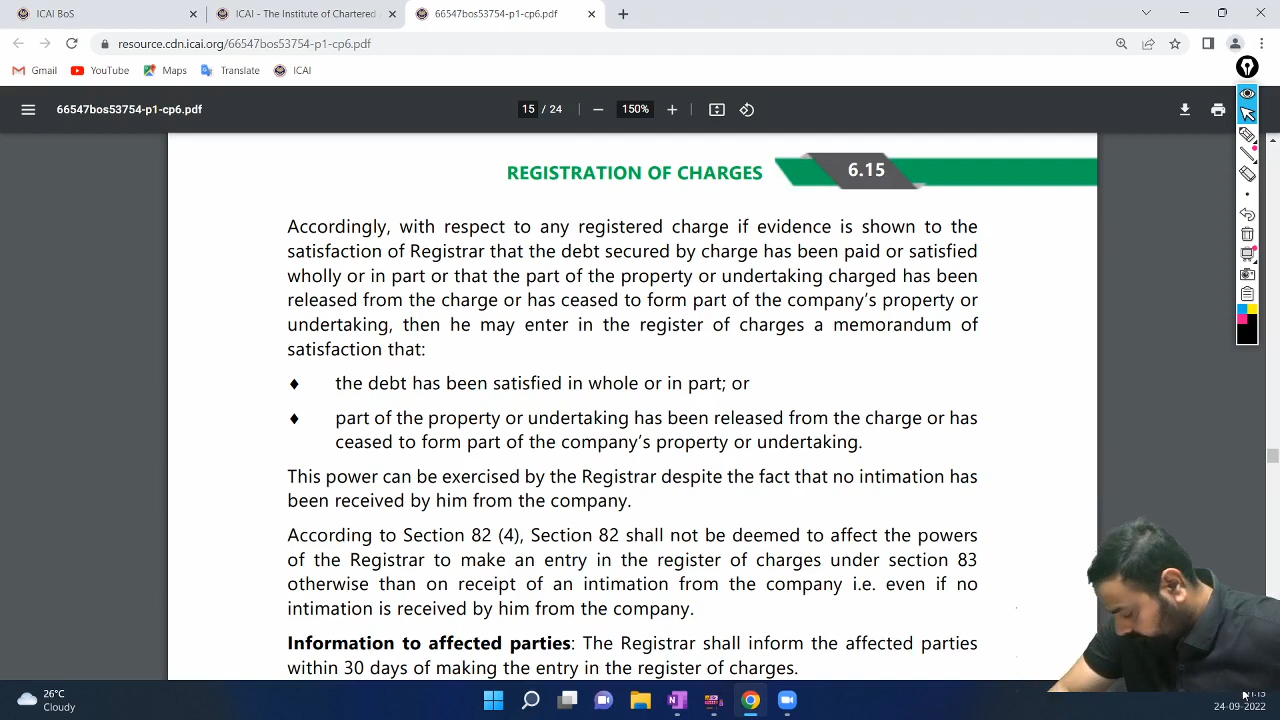 ICAI BoS
ICAI - The Institute of Chartered A
66547bos53754-p1-cp6.pdf
resource.cdn.icai.org/66547bos53754-p1-cp6.pdf
Gmail YouTube Maps Translate ICAI
66547bos53754-p1-cp6.pdf 15 / 24 150%
REGISTRATION OF CHARGES 6.15
Accordingly, with respect to any registered charge if evidence is shown to the
satisfaction of Registrar that the debt secured by charge has been paid or satisfied
wholly or in part or that the part of the property or undertaking charged has been
released from the charge or has ceased to form part of the company's property or
undertaking, then he may enter in the register of charges a memorandum of
satisfaction that:
♦ the debt has been satisfied in whole or in part; or
♦ part of the property or undertaking has been released from the charge or has
ceased to form part of the company's property or undertaking.
This power can be exercised by the Registrar despite the fact that no intimation has
been received by him from the company.
According to Section 82 (4), Section 82 shall not be deemed to affect the powers
of the Registrar to make an entry in the register of charges under section 83
otherwise than on receipt of an intimation from the company i.e. even if no
intimation is received by him from the company.
Information to affected parties: The Registrar shall inform the affected parties
within 30 days of making the entry in the register of charges.
26°C
Cloudy
24-09-2022